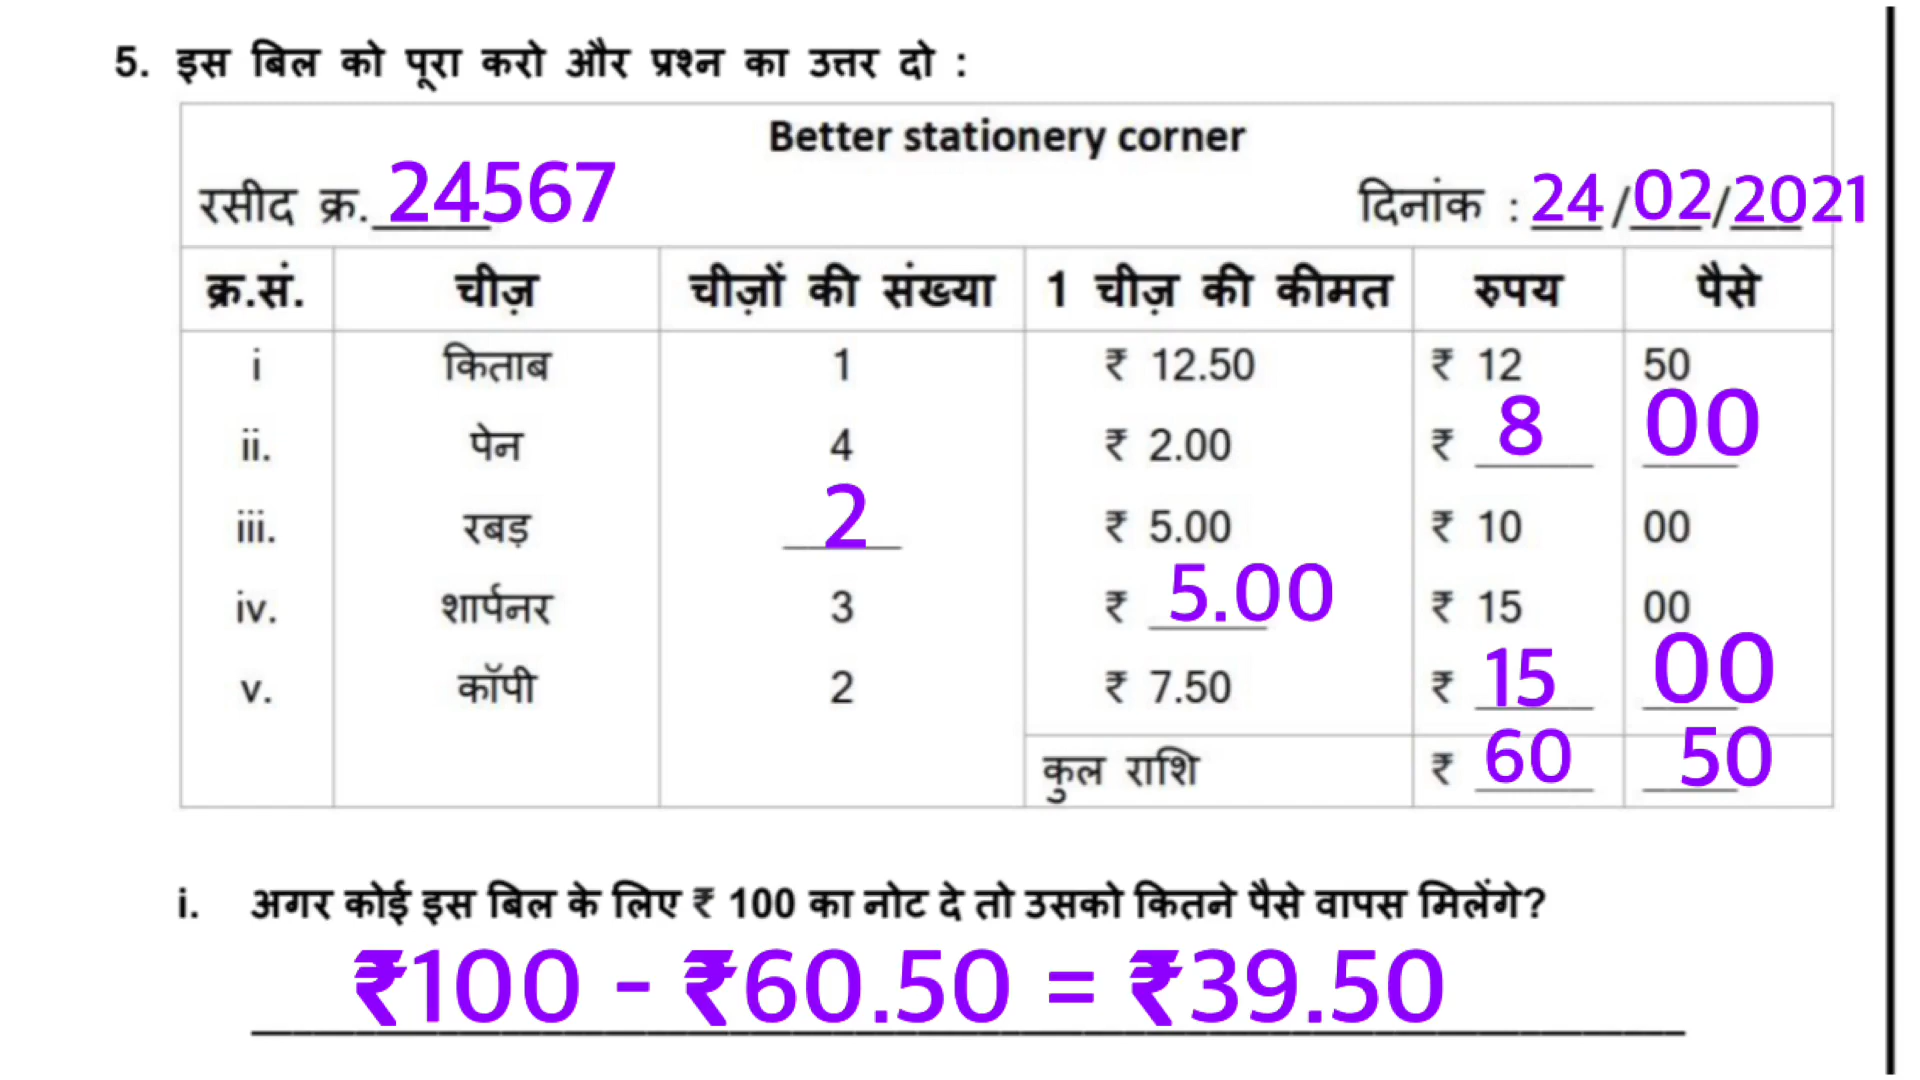 5. इस बिल को पूरा करो और प्रश्न का उत्तर दो :
Better stationery corner
रसीद क्र. 24567 दिनांक : 24/02/2021
क्र.सं. चीज़ चीज़ों की संख्या 1 चीज़ की कीमत रुपय पैसे
i किताब 1 ₹ 12.50 ₹ 12 50
ii. पेन 4 ₹ 2.00 ₹ 8 00
iii. रबड़ 2 ₹ 5.00 ₹ 10 00
iv. शार्पनर 3 ₹ 5.00 ₹ 15 00
v. कॉपी 2 ₹ 7.50 ₹ 15 00
कुल राशि ₹ 60 50
i. अगर कोई इस बिल के लिए ₹ 100 का नोट दे तो उसको कितने पैसे वापस मिलेंगे?
₹100 - ₹60.50 = ₹39.50